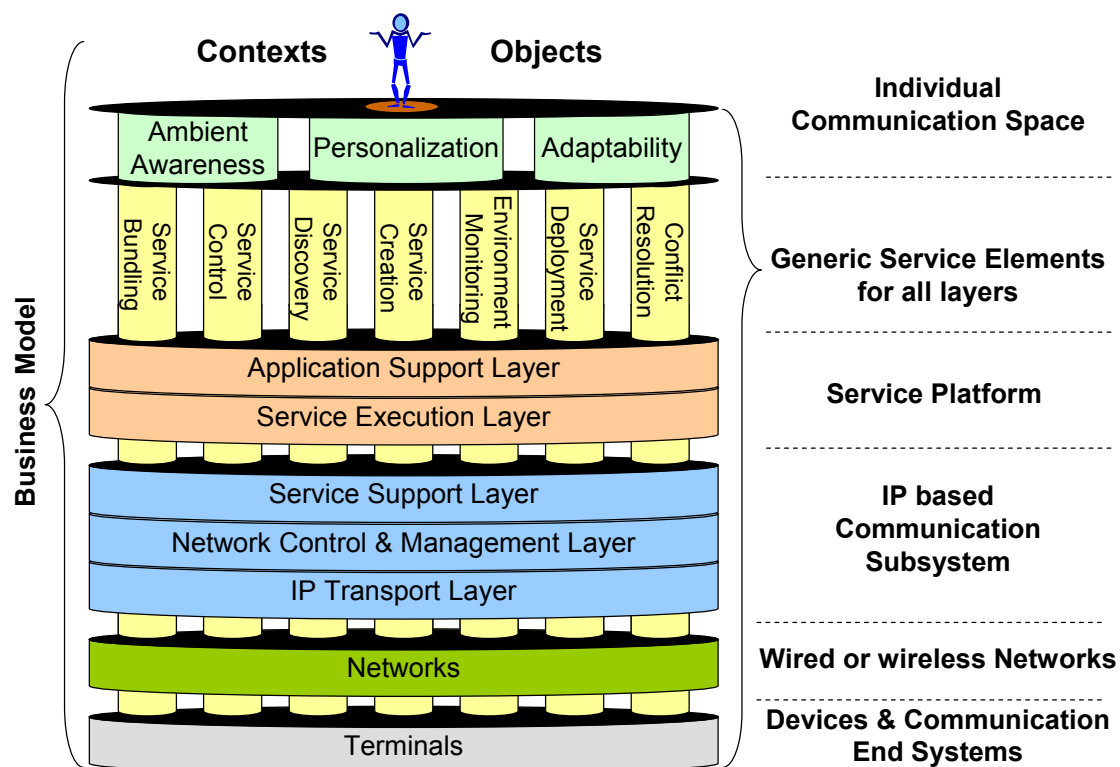 Contexts
Objects
Individual
Communication Space
Ambient
Awareness
Personalization
Adaptability
Service
Bundling
Service
Control
Service
Discovery
Service
Creation
Environment
Monitoring
Service
Deployment
Conflict
Resolution
Generic Service Elements
for all layers
Business Model
Application Support Layer
Service Execution Layer
Service Platform
Service Support Layer
Network Control & Management Layer
IP Transport Layer
IP based
Communication
Subsystem
Networks
Wired or wireless Networks
Terminals
Devices & Communication
End Systems